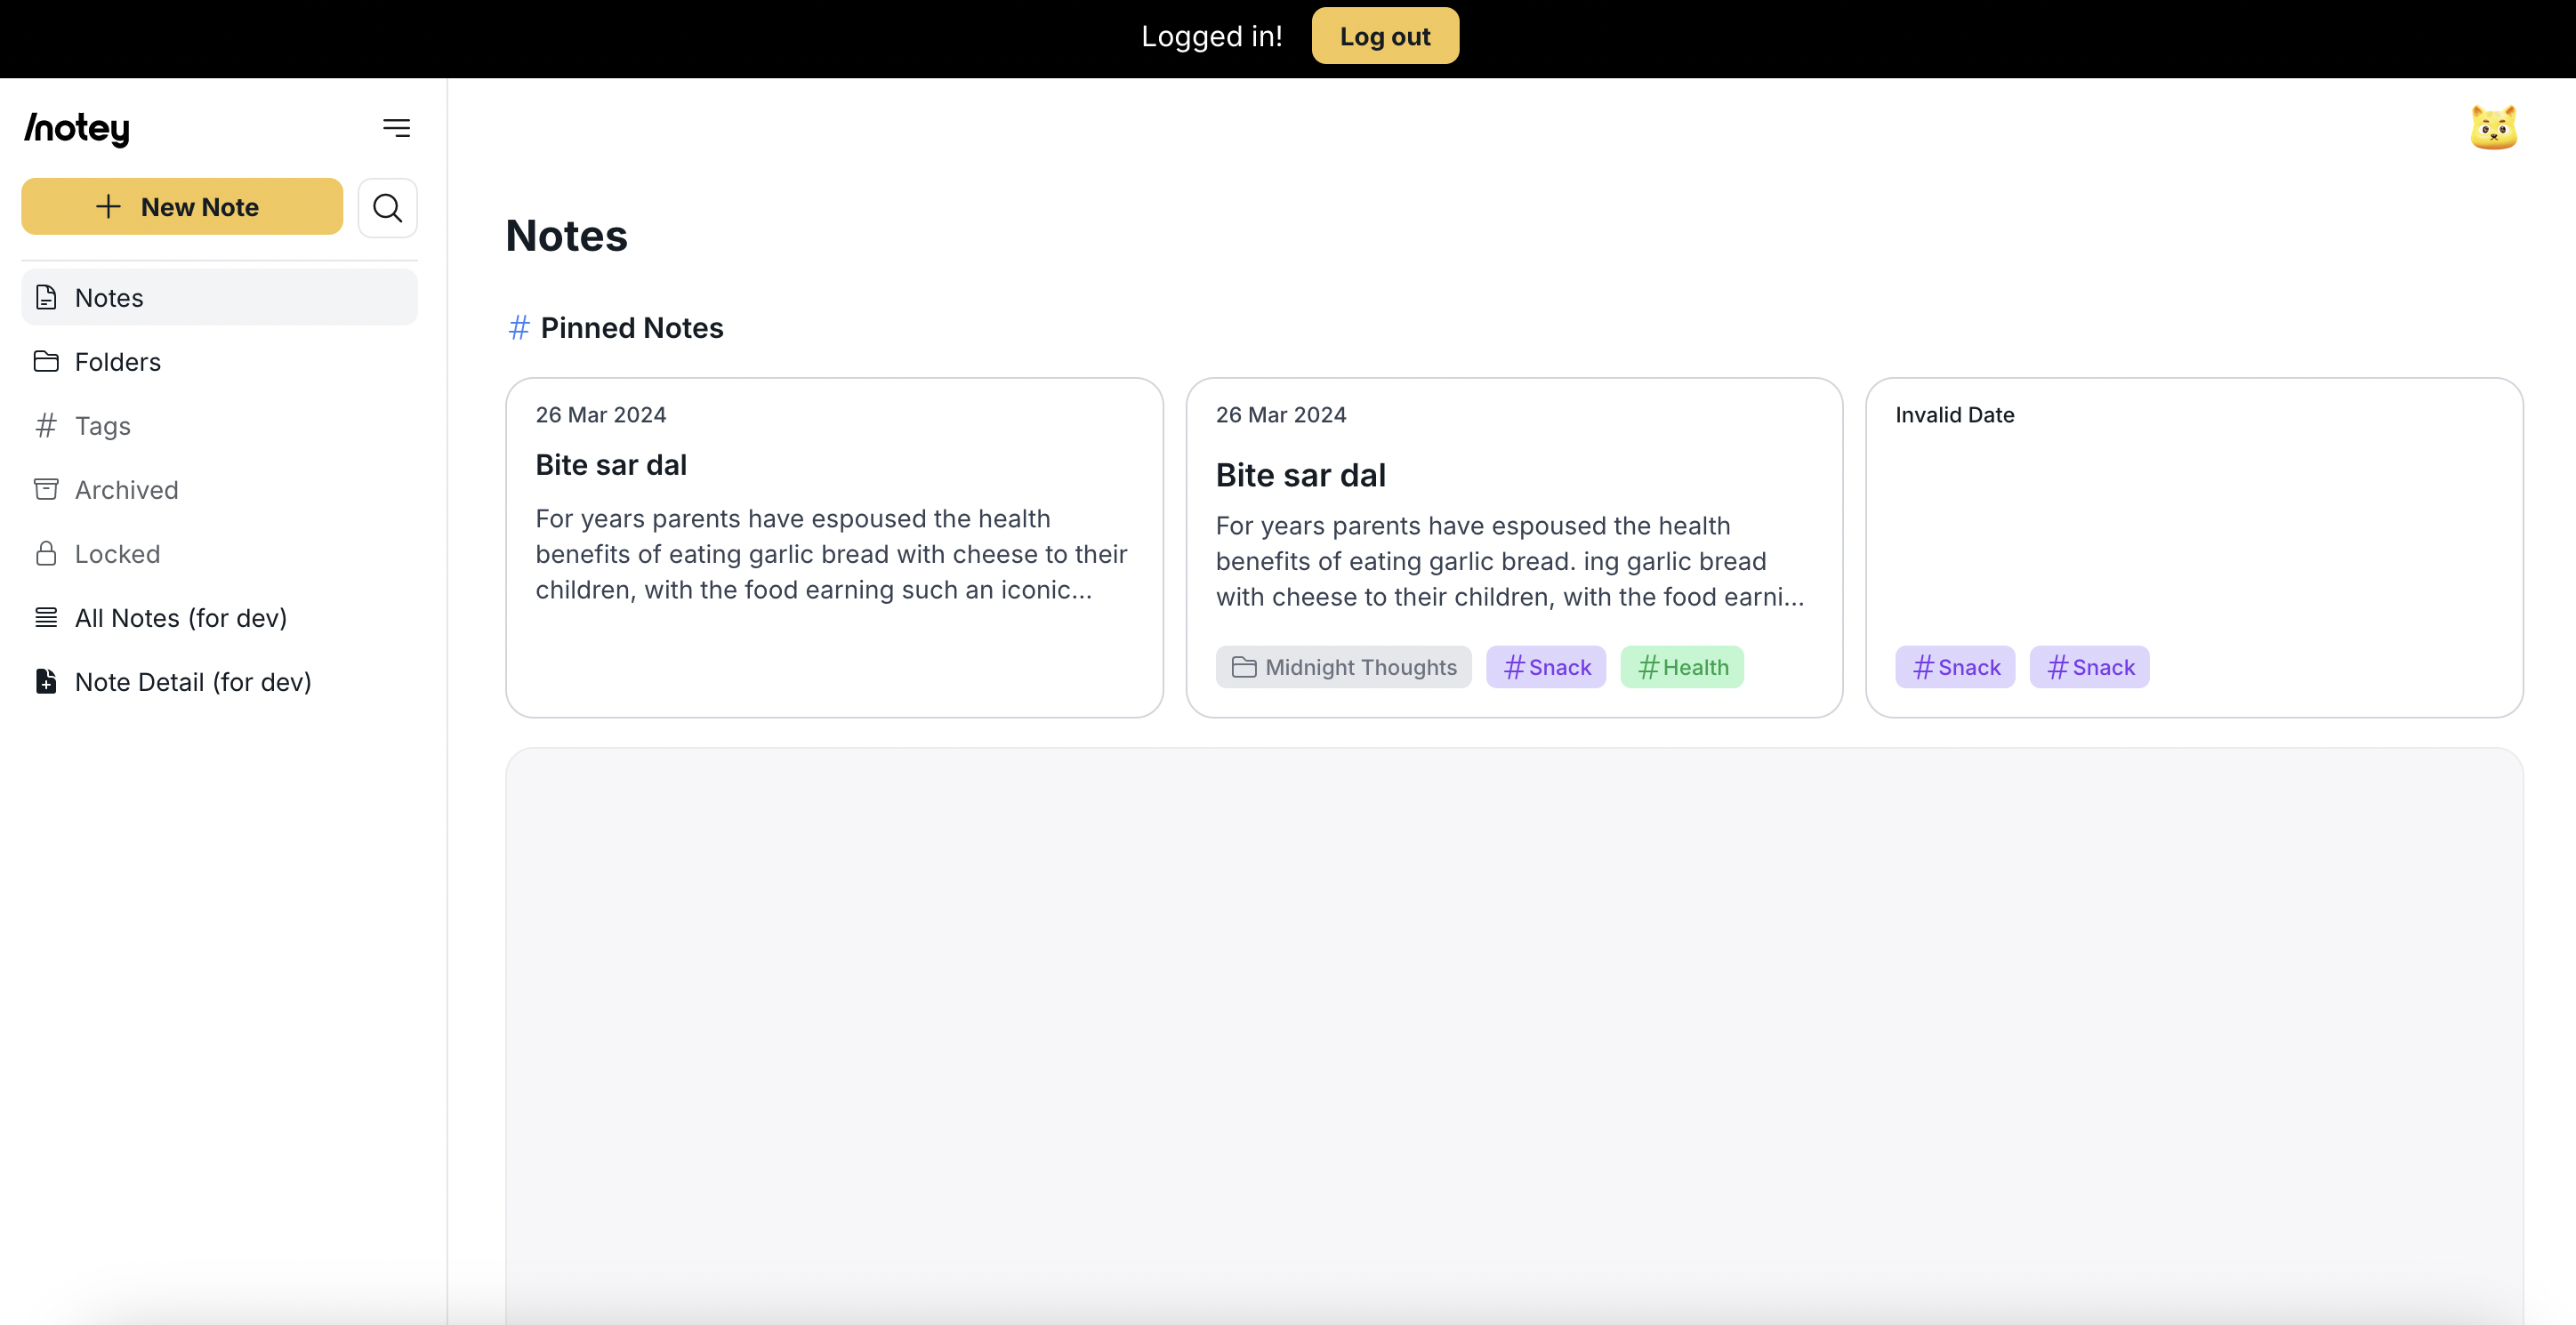 Logged in!
Log out
/notey
New Note
Notes
Folders
# Tags
Archived
Locked
All Notes (for dev)
Note Detail (for dev)
Notes
# Pinned Notes
26 Mar 2024
Bite sar dal
For years parents have espoused the health
benefits of eating garlic bread with cheese to their
children, with the food earning such an iconic...
26 Mar 2024
Bite sar dal
For years parents have espoused the health
benefits of eating garlic bread. ing garlic bread
with cheese to their children, with the food earni...
Midnight Thoughts #Snack #Health
Invalid Date
#Snack #Snack